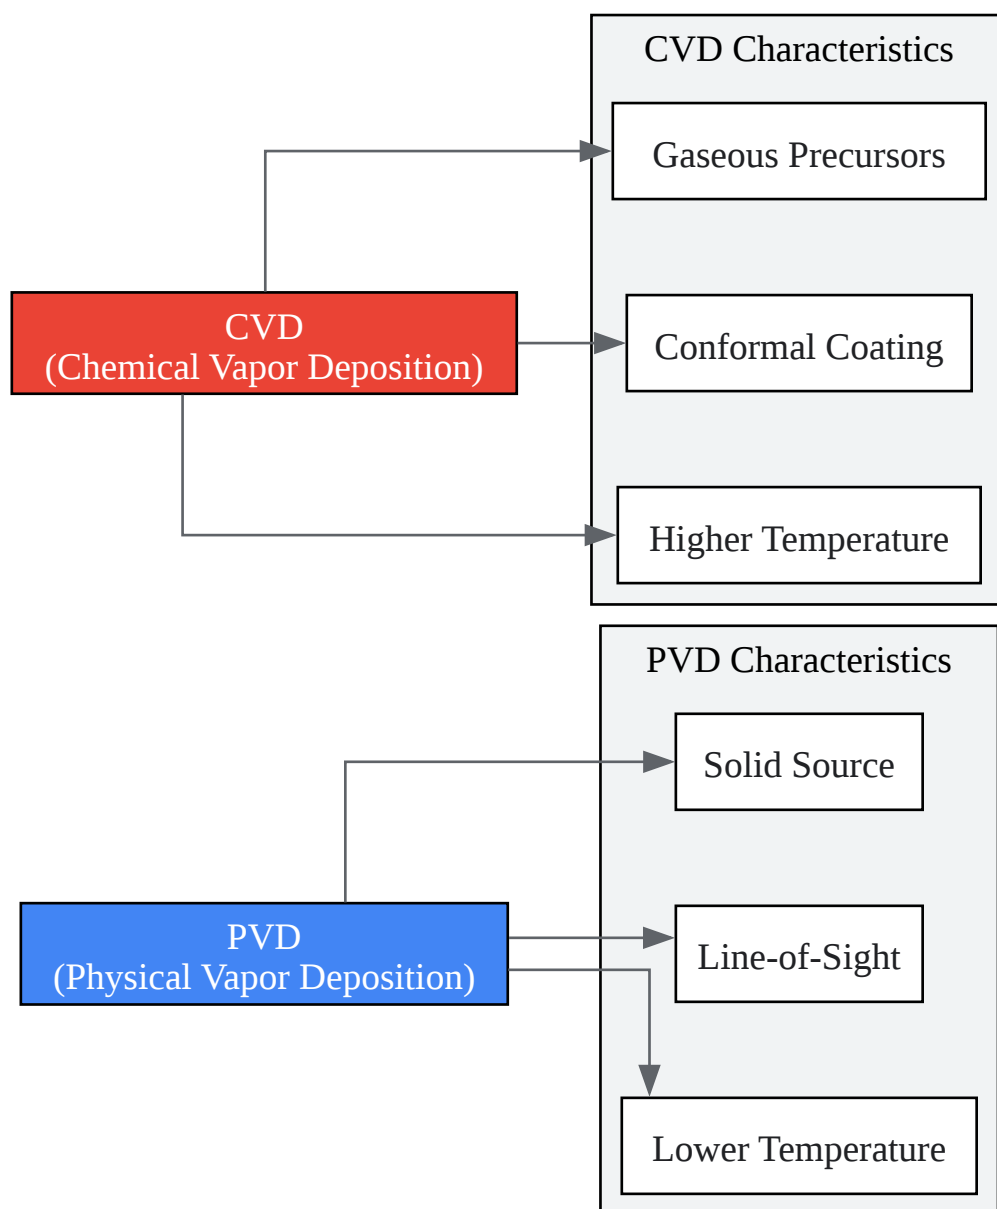 CVD Characteristics
Gaseous Precursors
CVD
(Chemical Vapor Deposition)
Conformal Coating
Higher Temperature
PVD Characteristics
Solid Source
PVD
(Physical Vapor Deposition)
Line-of-Sight
Lower Temperature